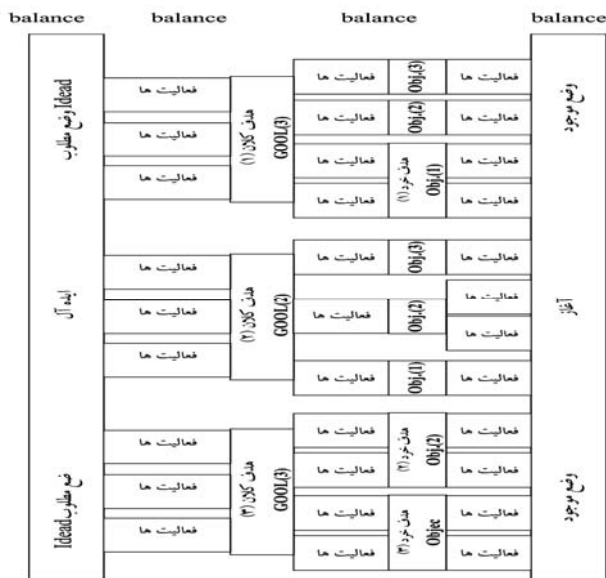 balance balance balance balance
وضع موجود
آغاز
وضع موجود
فعالیت ها
فعالیت ها
فعالیت ها
فعالیت ها
فعالیت ها
فعالیت ها
فعالیت ها
فعالیت ها
فعالیت ها
فعالیت ها
فعالیت ها
فعالیت ها
Obj.(3)
Obj.(2)
هدف خرد (۱)
Obj.(1)
Obj.(3)
Obj.(2)
Obj.(1)
هدف خرد (۲)
Obj.(2)
هدف خرد (۳)
Objec
فعالیت ها
فعالیت ها
فعالیت ها
فعالیت ها
فعالیت ها
فعالیت ها
فعالیت ها
فعالیت ها
فعالیت ها
فعالیت ها
فعالیت ها
هدف کلان (۱)
GOOL(3)
هدف کلان (۲)
GOOL(2)
هدف کلان (۳)
GOOL(3)
فعالیت ها
فعالیت ها
فعالیت ها
فعالیت ها
فعالیت ها
فعالیت ها
فعالیت ها
فعالیت ها
فعالیت ها
وضع مطلوب Idead
ایده آل
ضع مطلوب Idead